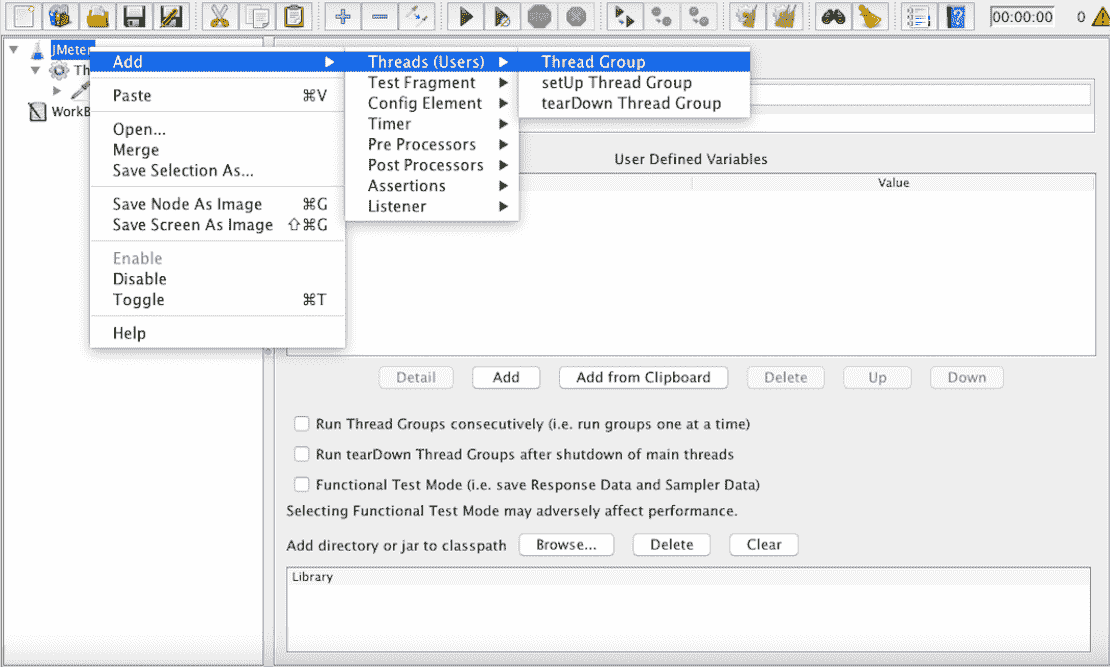 00:00:00 0
JMeter
Th
WorkB
Add
Paste ⌘V
Open...
Merge
Save Selection As...
Save Node As Image ⌘G
Save Screen As Image ⇧⌘G
Enable
Disable
Toggle ⌘T
Help
Threads (Users)
Test Fragment
Config Element
Timer
Pre Processors
Post Processors
Assertions
Listener
Thread Group
setUp Thread Group
tearDown Thread Group
User Defined Variables
Value
Detail Add Add from Clipboard Delete Up Down
Run Thread Groups consecutively (i.e. run groups one at a time)
Run tearDown Thread Groups after shutdown of main threads
Functional Test Mode (i.e. save Response Data and Sampler Data)
Selecting Functional Test Mode may adversely affect performance.
Add directory or jar to classpath Browse... Delete Clear
Library